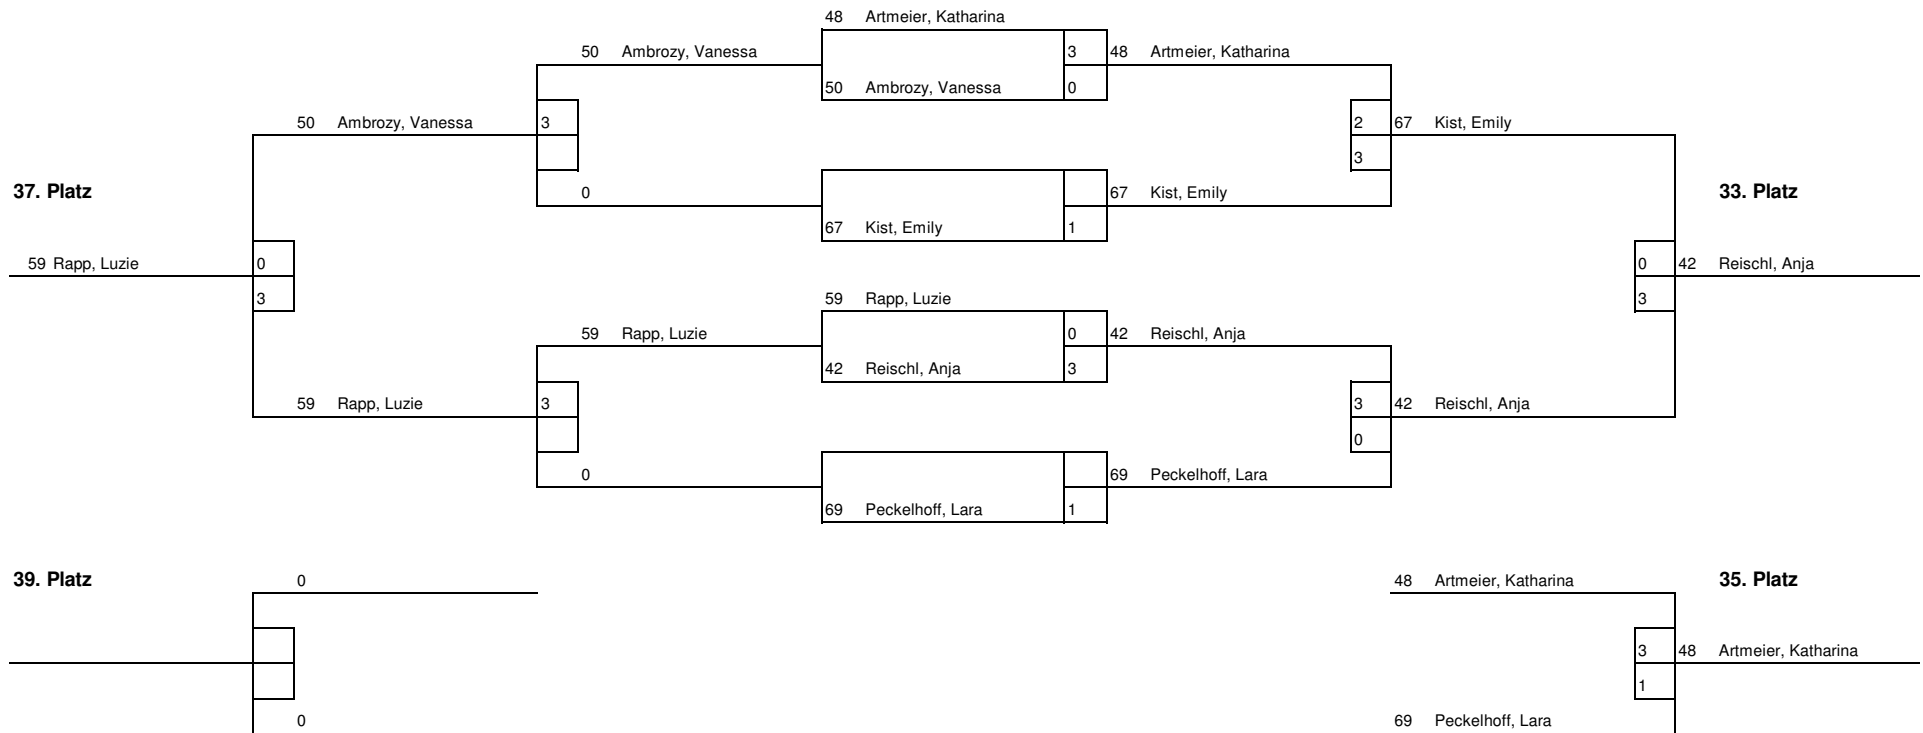 48 Artmeier, Katharina
50 Ambrozy, Vanessa 3 48 Artmeier, Katharina
50 Ambrozy, Vanessa 0
50 Ambrozy, Vanessa 3 2 67 Kist, Emily
3
37. Platz 0 67 Kist, Emily 33. Platz
67 Kist, Emily 1
59 Rapp, Luzie 0 0 42 Reischl, Anja
3 59 Rapp, Luzie 3
59 Rapp, Luzie 0 42 Reischl, Anja
42 Reischl, Anja 3
59 Rapp, Luzie 3 3 42 Reischl, Anja
0
0 69 Peckelhoff, Lara
69 Peckelhoff, Lara 1
39. Platz 0 48 Artmeier, Katharina 35. Platz
3 48 Artmeier, Katharina
1
0 69 Peckelhoff, Lara